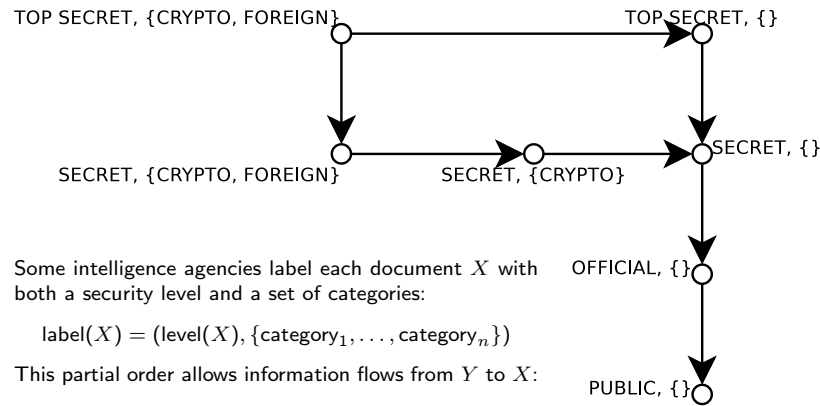 TOP SECRET, {CRYPTO, FOREIGN}
TOP SECRET, {}
SECRET, {CRYPTO, FOREIGN}
SECRET, {CRYPTO}
SECRET, {}
Some intelligence agencies label each document X with
both a security level and a set of categories:
label(X) = (level(X), {category₁, . . . , categoryₙ})
This partial order allows information flows from Y to X:
OFFICIAL, {}
PUBLIC, {}